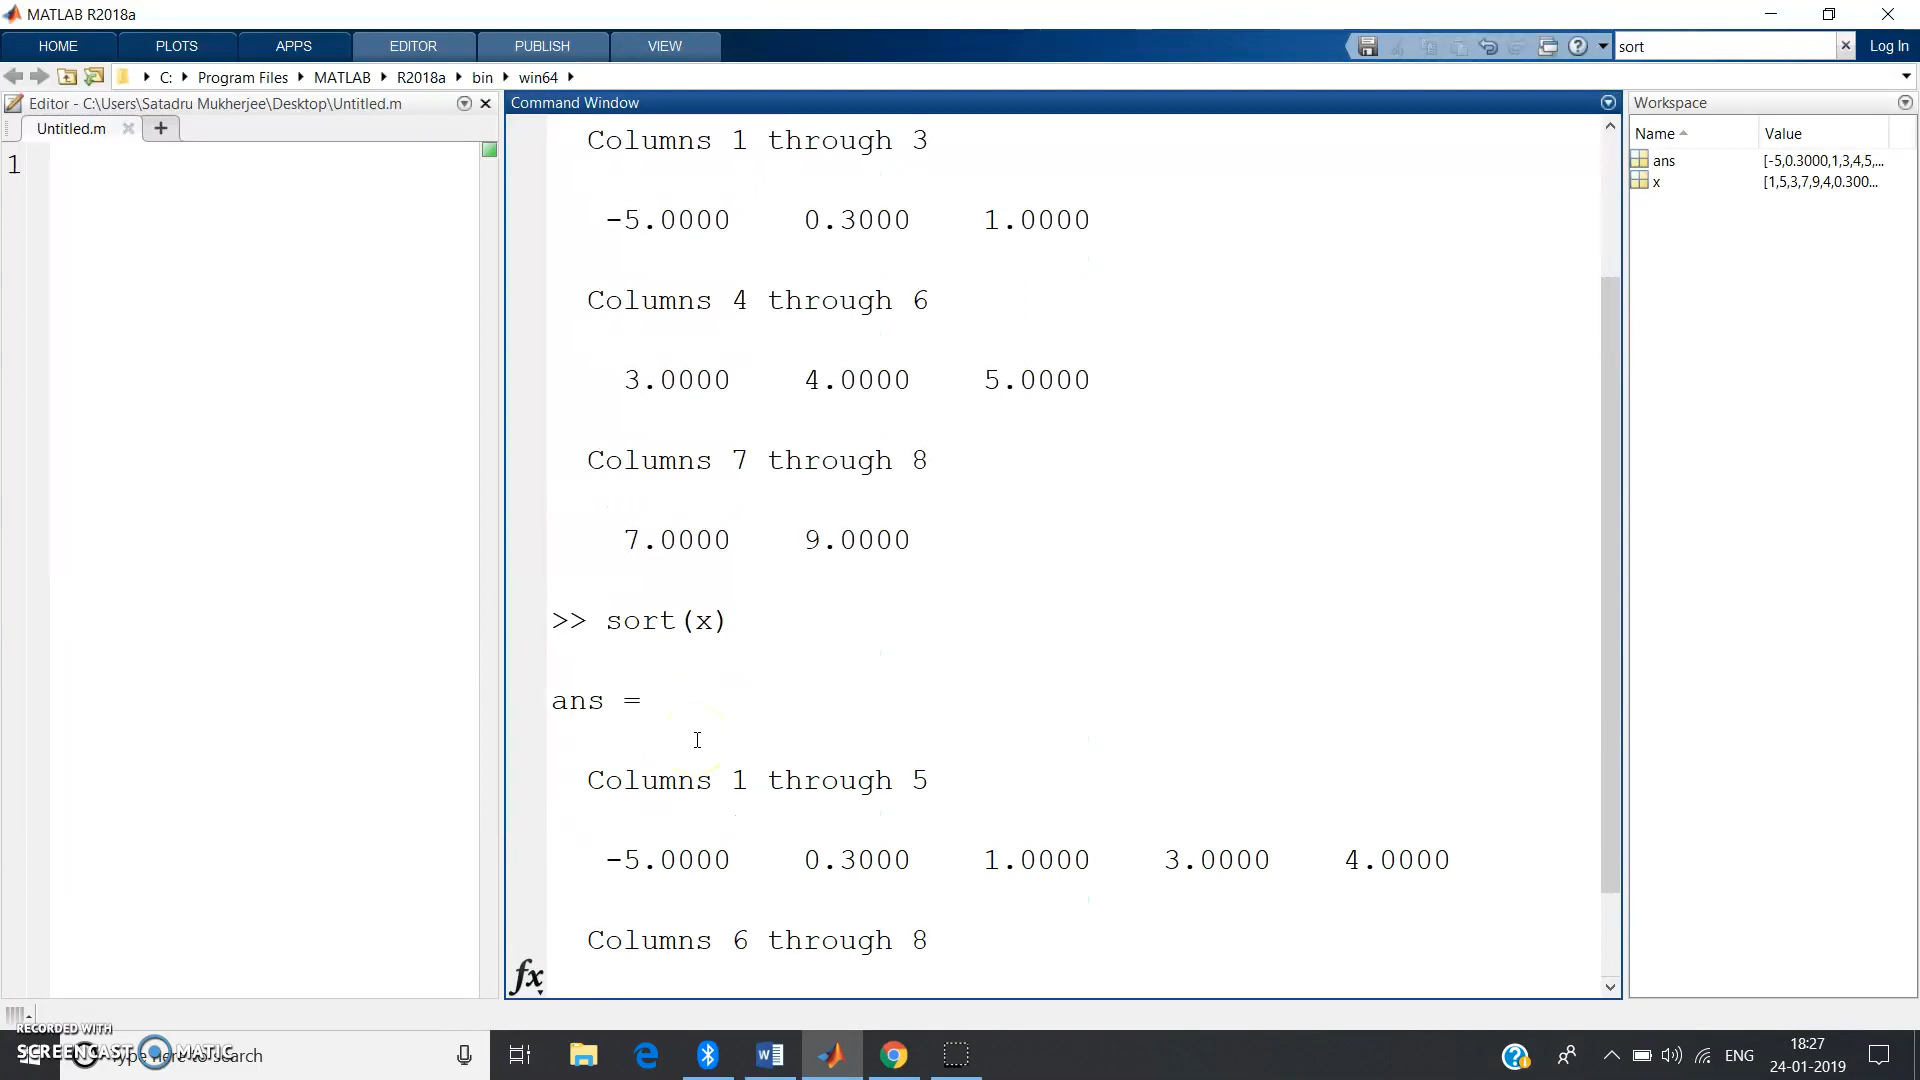 MATLAB R2018a
HOME PLOTS APPS EDITOR PUBLISH VIEW sort Log In
C: Program Files MATLAB R2018a bin win64
Editor - C:\Users\Satadru Mukherjee\Desktop\Untitled.m
Untitled.m
1
Command Window
Columns 1 through 3
-5.0000 0.3000 1.0000
Columns 4 through 6
3.0000 4.0000 5.0000
Columns 7 through 8
7.0000 9.0000
>> sort(x)
ans =
Columns 1 through 5
-5.0000 0.3000 1.0000 3.0000 4.0000
Columns 6 through 8
fx
Workspace
Name Value
ans [-5,0.3000,1,3,4,5,...
x [1,5,3,7,9,4,0.300...
RECORDED WITH
SCREENCAST MATIC
Type here to search
ENG
18:27
24-01-2019